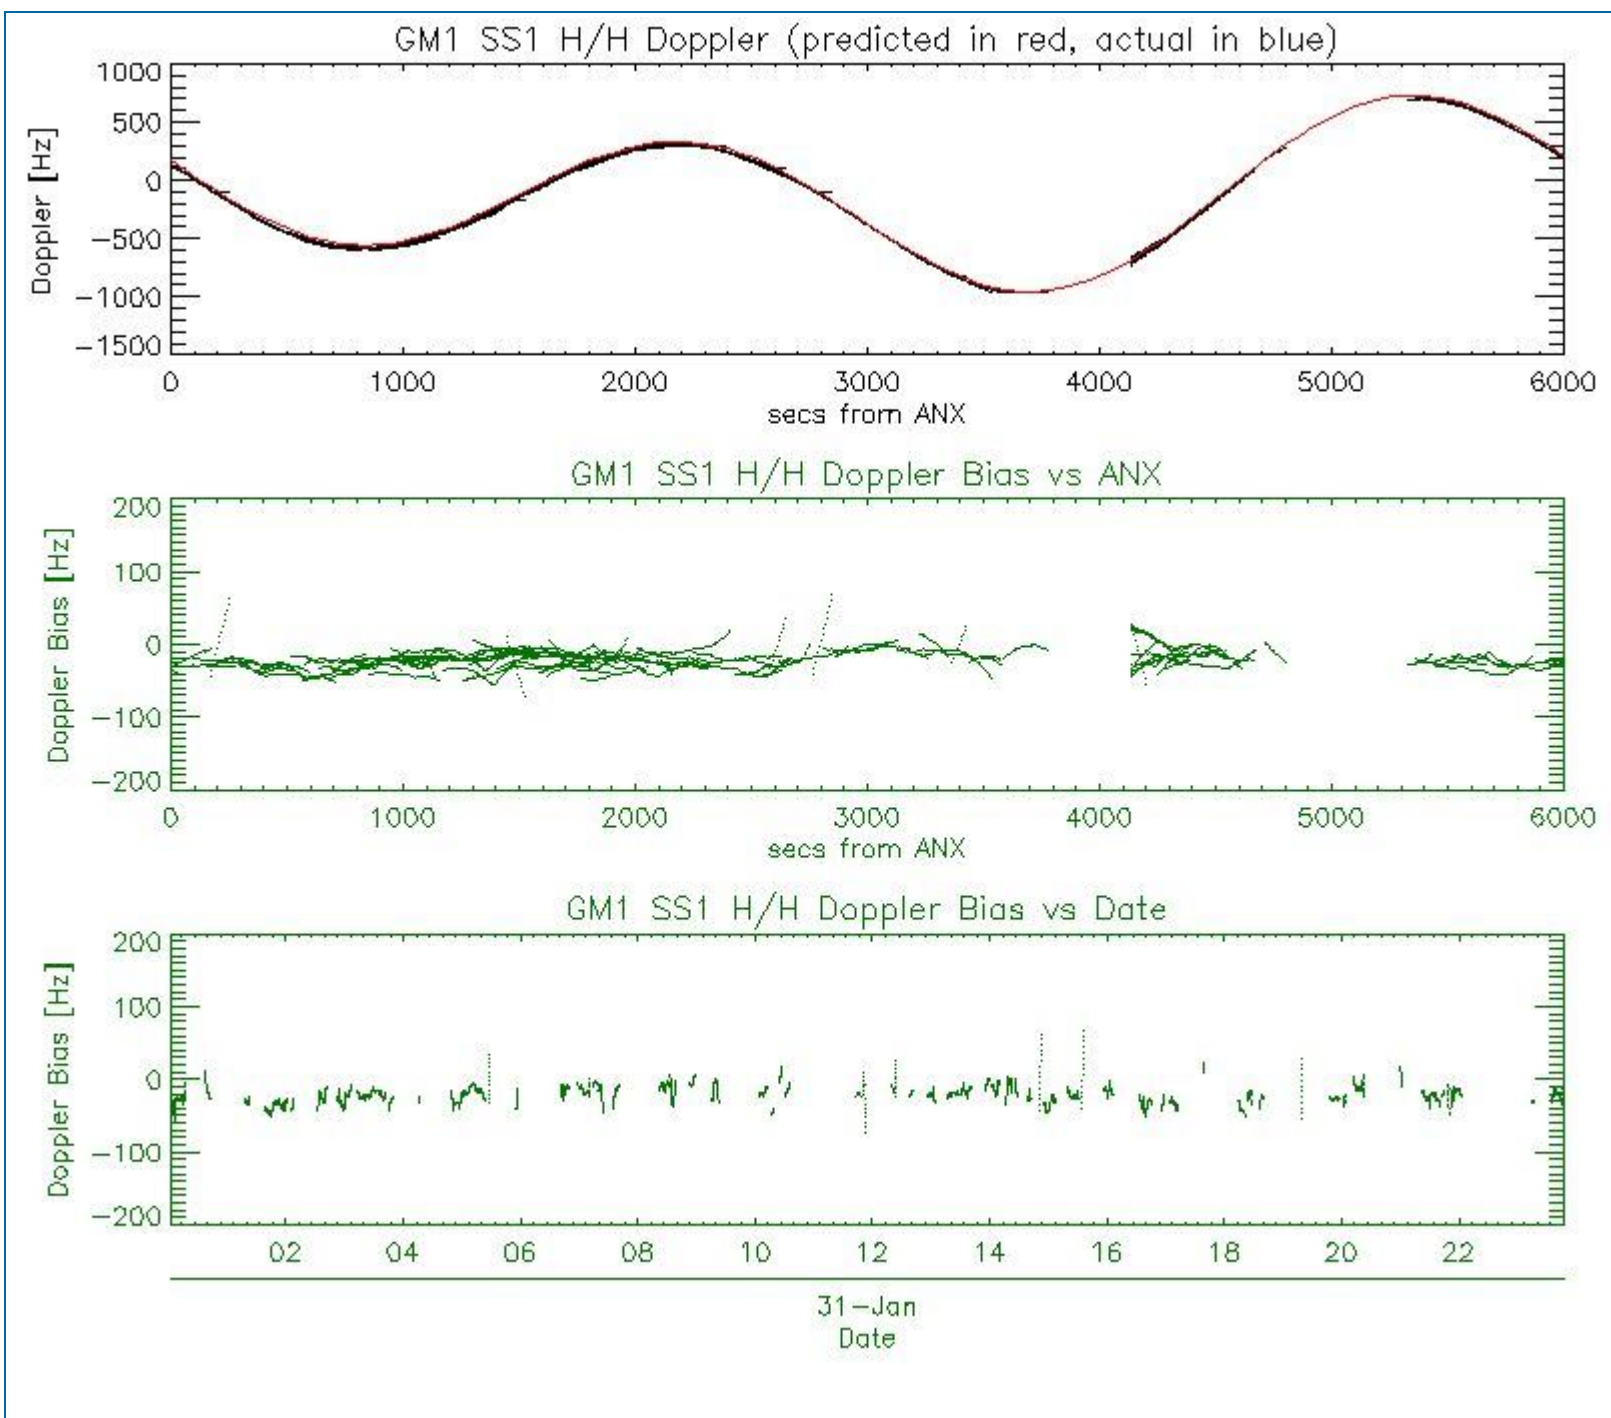 GM1 SS1 H/H Doppler (predicted in red, actual in blue)
Doppler [Hz]
1000
500
0
−500
−1000
−1500
0 1000 2000 3000 4000 5000 6000
secs from ANX
GM1 SS1 H/H Doppler Bias vs ANX
Doppler Bias [Hz]
200
100
0
−100
−200
0 1000 2000 3000 4000 5000 6000
secs from ANX
GM1 SS1 H/H Doppler Bias vs Date
Doppler Bias [Hz]
200
100
0
−100
−200
02 04 06 08 10 12 14 16 18 20 22
31−Jan
Date